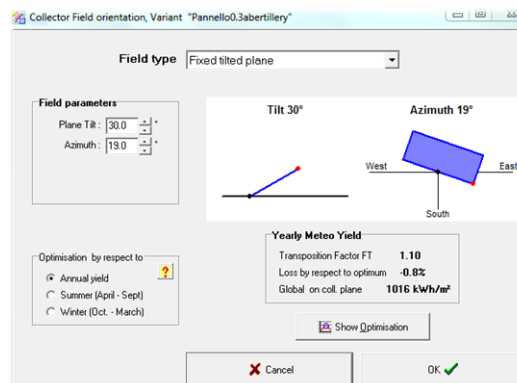 Collector Field orientation, Variant "Pannello0.3abertillery"
Field type Fixed tilted plane
Field parameters
Plane Tilt : 30.0 °
Azimuth : 19.0 °
Tilt 30° Azimuth 19°
West East
South
Optimisation by respect to
Annual yield
Summer (April - Sept)
Winter (Oct. - March)
?
Yearly Meteo Yield
Transposition Factor FT 1.10
Loss by respect to optimum -0.8%
Global on coll. plane 1016 kWh/m²
Show Optimisation
Cancel OK